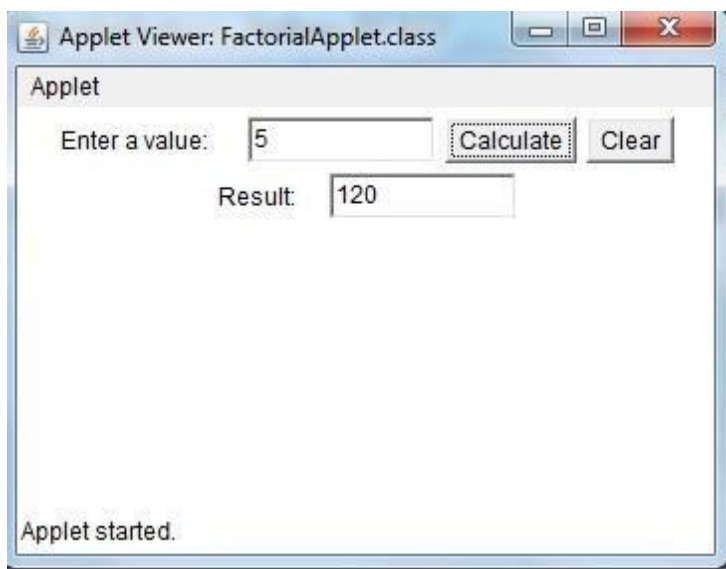 Applet Viewer: FactorialApplet.class
Applet
Enter a value: 5 Calculate Clear
Result: 120
Applet started.